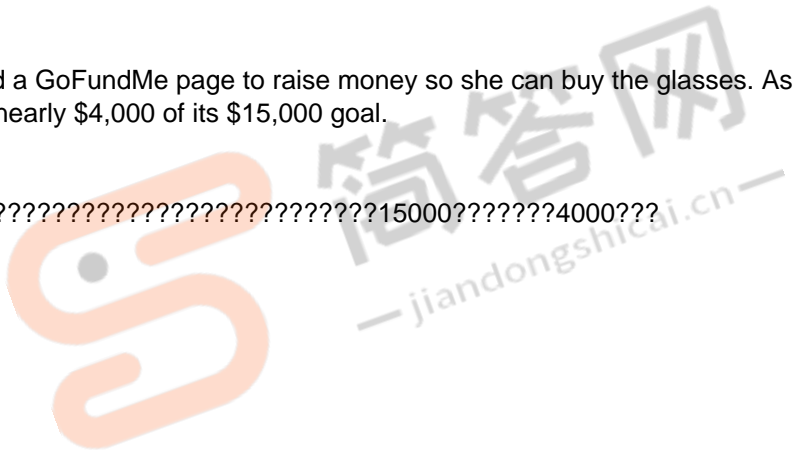 d a GoFundMe page to raise money so she can buy the glasses. As
nearly $4,000 of its $15,000 goal.
??????????????????????????15000???????4000???
简答网
jiandongshicai.cn